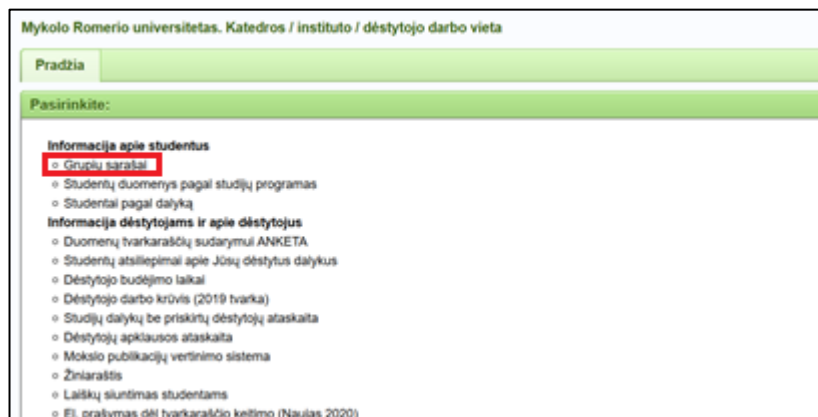 Mykolo Romerio universitetas. Katedros / instituto / dėstytojo darbo vieta
Pradžia
Pasirinkite:
Informacija apie studentus
Grupių sąrašai
Studentų duomenys pagal studijų programas
Studentai pagal dalyką
Informacija dėstytojams ir apie dėstytojus
Duomenų tvarkaraščių sudarymui ANKETA
Studentų atsiliepimai apie Jūsų dėstytus dalykus
Dėstytojo budėjimo laikai
Dėstytojo darbo krūvis (2019 tvarka)
Studijų dalykų be priskirtų dėstytojų ataskaita
Dėstytojų apklausos ataskaita
Mokslo publikacijų vertinimo sistema
Žiniaraštis
Laiškų siuntimas studentams
El. prašymas dėl tvarkaraščio keitimo (Naujas 2020)